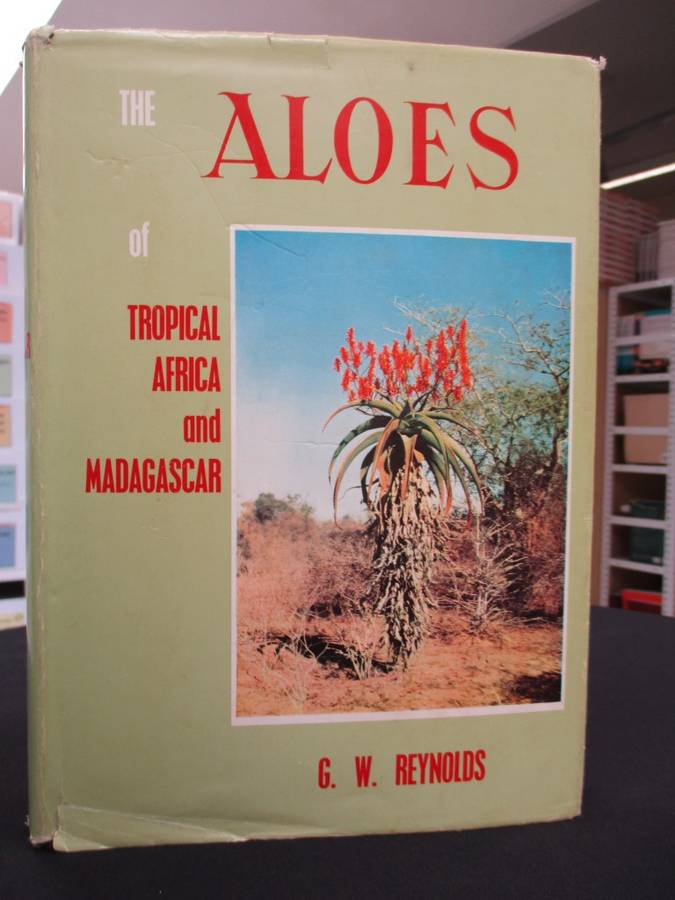 THE
ALOES
of
TROPICAL
AFRICA
and
MADAGASCAR
G. W. REYNOLDS